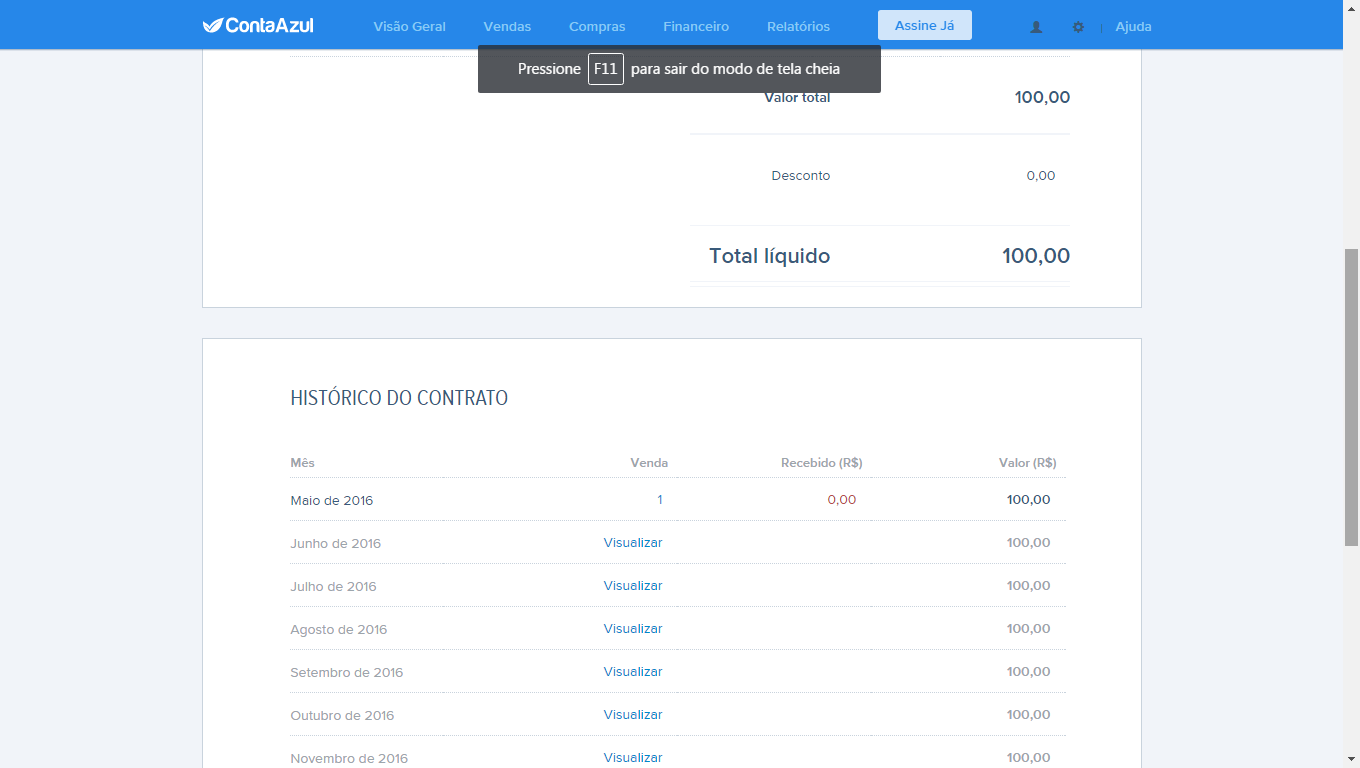 ContaAzul Visão Geral Vendas Compras Financeiro Relatórios Assine Já Ajuda
Pressione F11 para sair do modo de tela cheia
Valor total 100,00
Desconto 0,00
Total líquido 100,00
HISTÓRICO DO CONTRATO
Mês Venda Recebido (R$) Valor (R$)
Maio de 2016 1 0,00 100,00
Junho de 2016 Visualizar 100,00
Julho de 2016 Visualizar 100,00
Agosto de 2016 Visualizar 100,00
Setembro de 2016 Visualizar 100,00
Outubro de 2016 Visualizar 100,00
Novembro de 2016 Visualizar 100,00